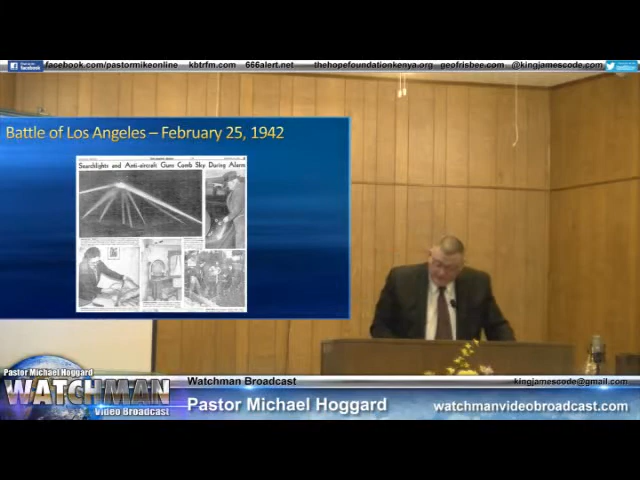 facebook.com/pastormikeonline kbtrfm.com 666alert.net thehopefoundationkenya.org geofrisbee.com @kingjamescode.com
Battle of Los Angeles – February 25, 1942
Searchlights and Anti-aircraft Guns Comb Sky During Alarm
Pastor Michael Hoggard
WATCHMAN
Video Broadcast
Watchman Broadcast kingjamescode@gmail.com
Pastor Michael Hoggard watchmanvideobroadcast.com